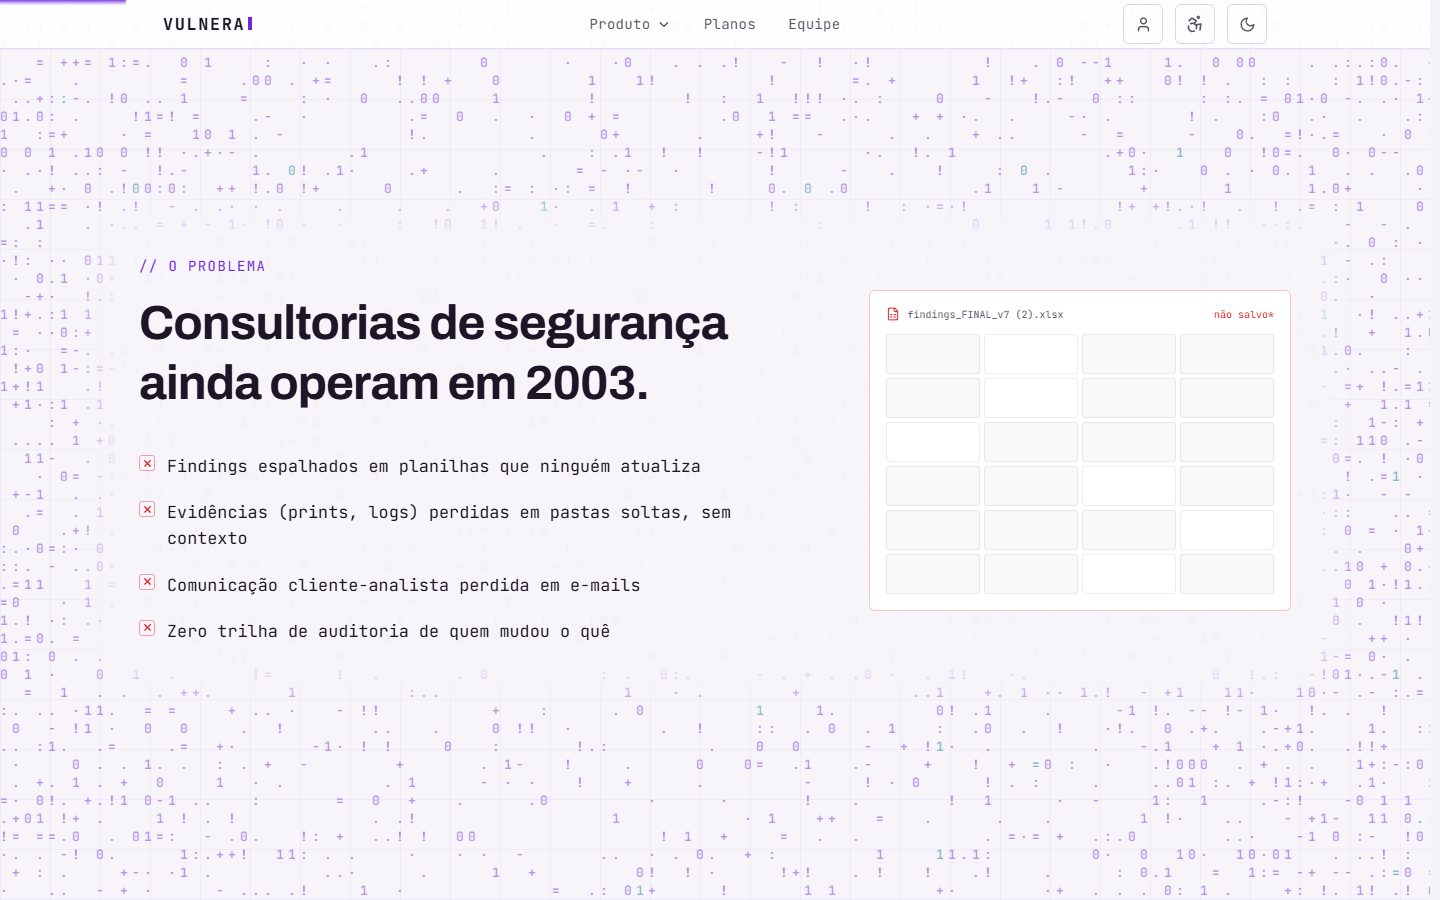 VULNERA
Produto
Planos
Equipe
// O PROBLEMA
Consultorias de segurança
ainda operam em 2003.
Findings espalhados em planilhas que ninguém atualiza
Evidências (prints, logs) perdidas em pastas soltas, sem
contexto
Comunicação cliente-analista perdida em e-mails
Zero trilha de auditoria de quem mudou o quê
findings_FINAL_v7 (2).xlsx
não salvo*